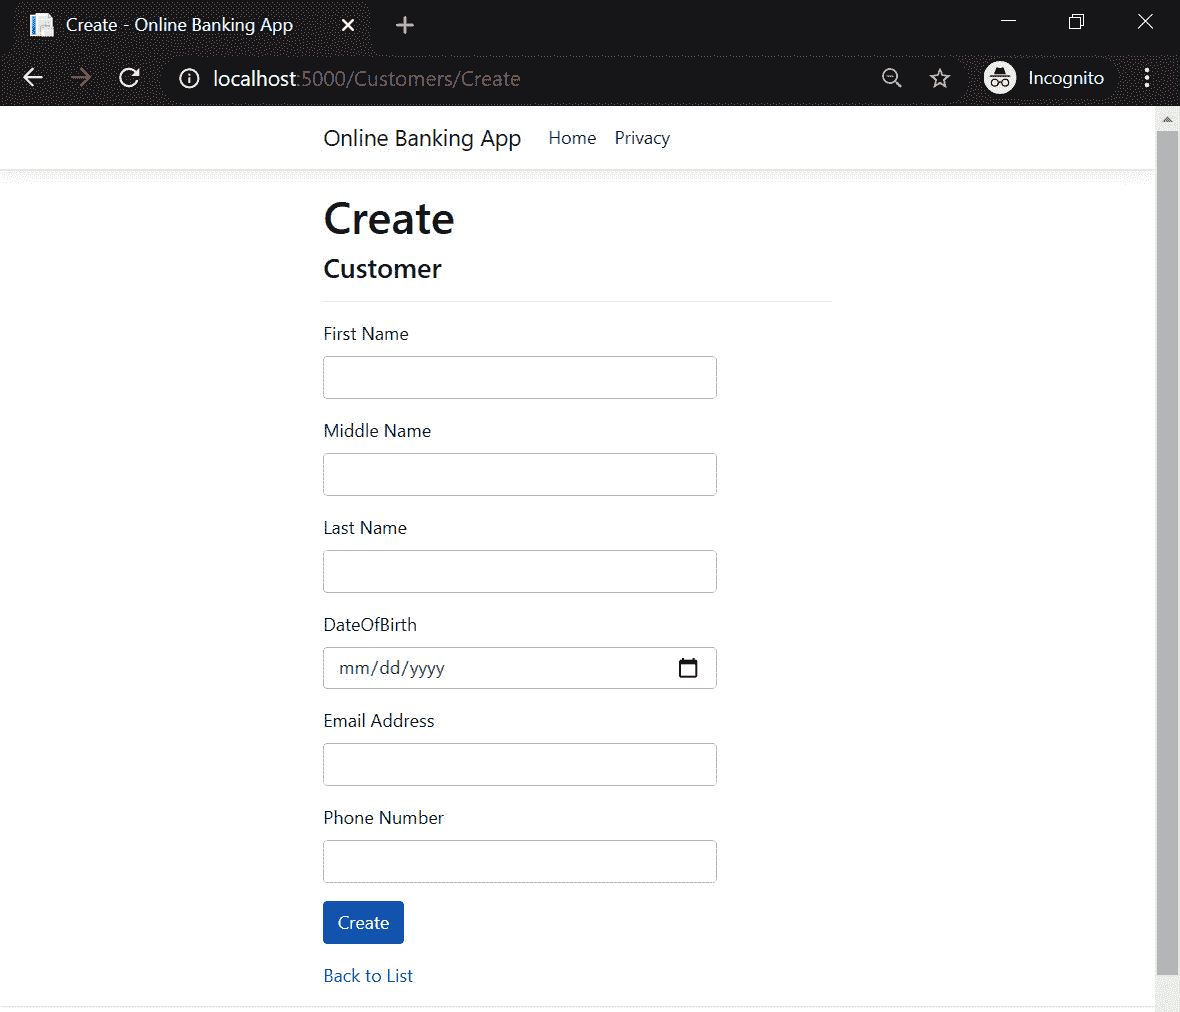 Create - Online Banking App
localhost:5000/Customers/Create
Incognito
Online Banking App Home Privacy
Create
Customer
First Name
Middle Name
Last Name
DateOfBirth
mm/dd/yyyy
Email Address
Phone Number
Create
Back to List